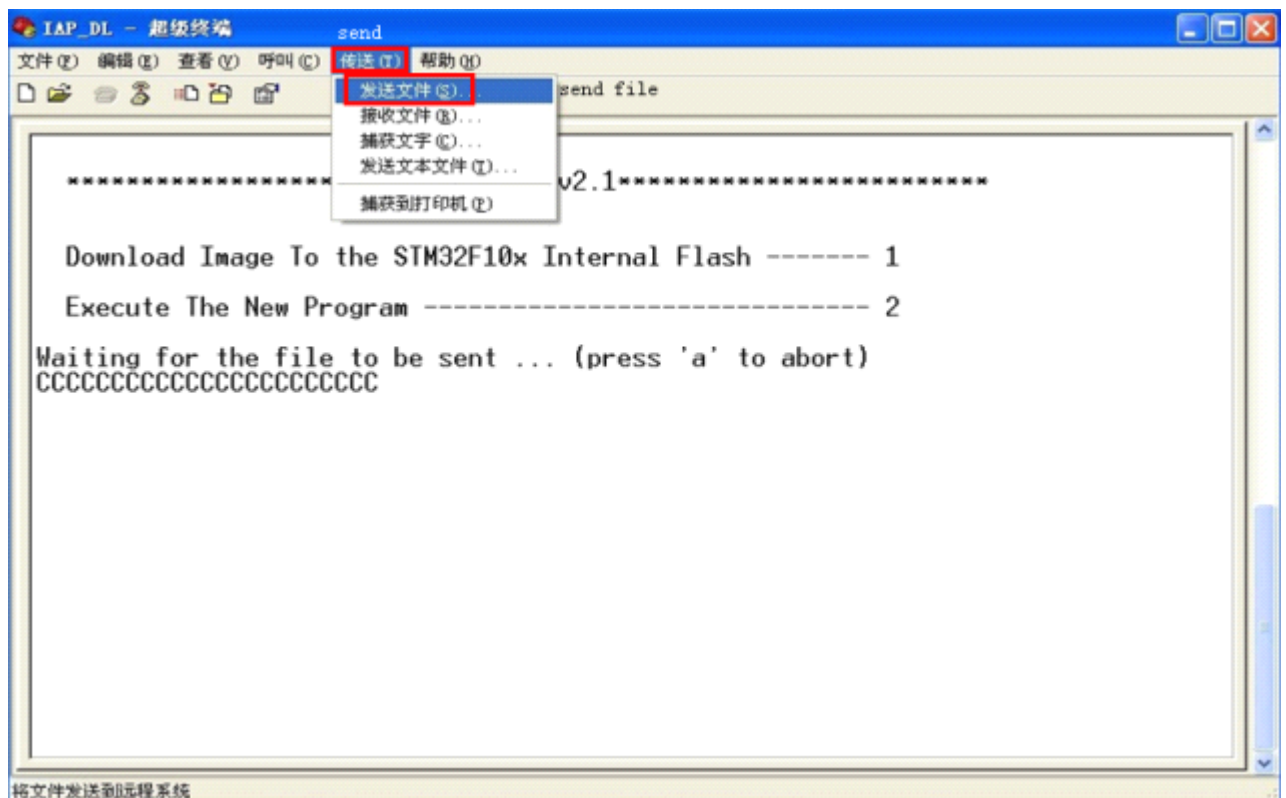 IAP_DL - 超级终端
send
文件(F) 编辑(E) 查看(V) 呼叫(C) 传送(T) 帮助(H)
发送文件(S)...
send file
接收文件(R)...
捕获文字(C)...
发送文本文件(T)...
捕获到打印机(P)
******************
v2.1*************************
Download Image To the STM32F10x Internal Flash ------- 1
Execute The New Program ------------------------------ 2
Waiting for the file to be sent ... (press 'a' to abort)
CCCCCCCCCCCCCCCCCCCCCCC
将文件发送到远程系统